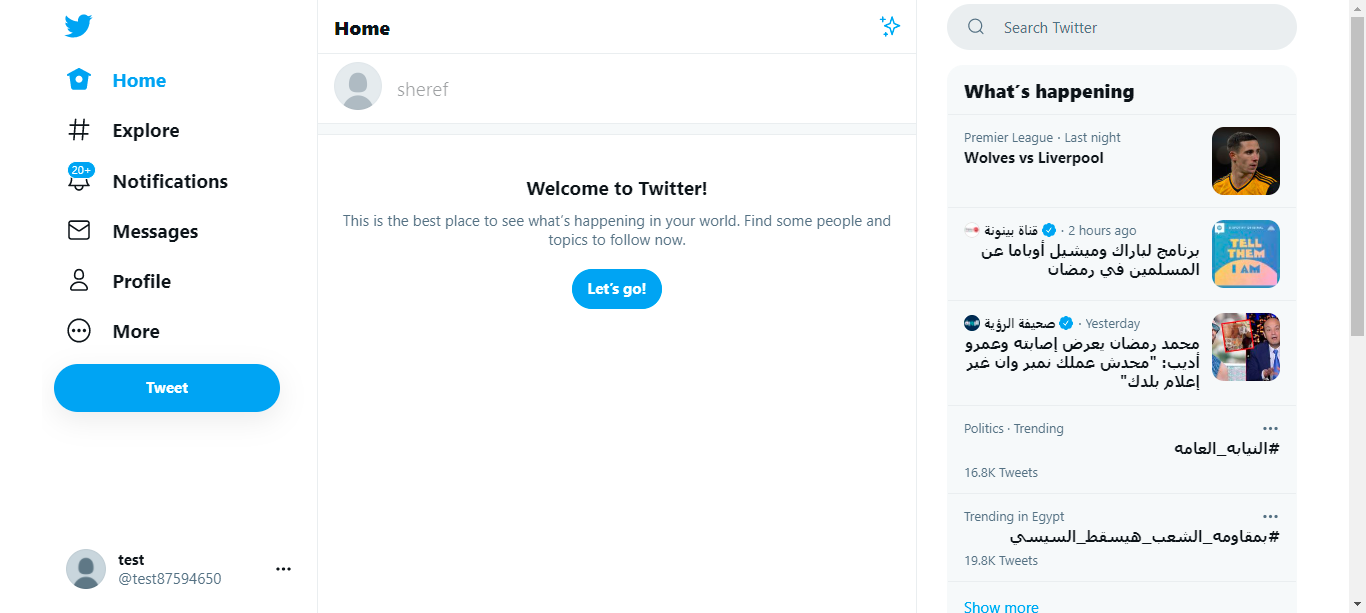 Home
Explore
20+
Notifications
Messages
Profile
More
Tweet
test
@test87594650
Home
sheref
Welcome to Twitter!
This is the best place to see what's happening in your world. Find some people and
topics to follow now.
Let's go!
Search Twitter
What's happening
Premier League · Last night
Wolves vs Liverpool
قناة بينونة · 2 hours ago
برنامج لباراك وميشيل أوباما عن
المسلمين في رمضان
TELL
THEM
I AM
صحيفة الرؤية · Yesterday
محمد رمضان يعرض إصابته وعمرو
أديب: "محدش عملك نمبر وان غير
إعلام بلدك"
Politics · Trending
#النيابه_العامه
16.8K Tweets
Trending in Egypt
#بمقاومه_الشعب_هيسقط_السيسي
19.8K Tweets
Show more